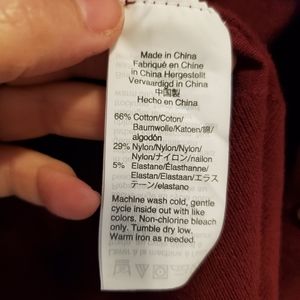 Made in China
Fabriqué en Chine
in China Hergestellt
Vervaardigd in China
中国製
Hecho en China
66% Cotton/Coton/
Baumwolle/Katoen/綿/
algodón
29% Nylon/Nylon/Nylon/
Nylon/ナイロン/nailon
5% Elastane/Élasthanne/
Elastan/Elastaan/エラス
テーン/elastano
Machine wash cold, gentle
cycle inside out with like
colors. Non-chlorine bleach
only. Tumble dry low.
Warm iron as needed.